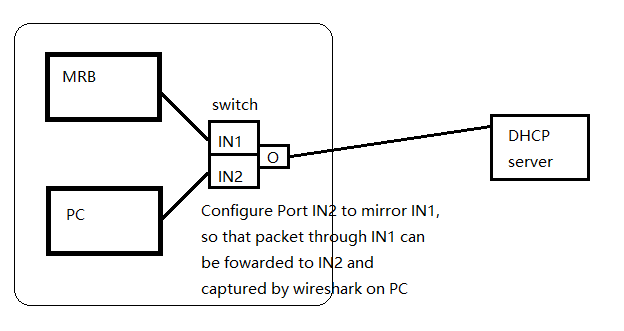 MRB
switch
IN1
DHCP
server
O
IN2
PC
Configure Port IN2 to mirror IN1,
so that packet through IN1 can
be fowarded to IN2 and
captured by wireshark on PC